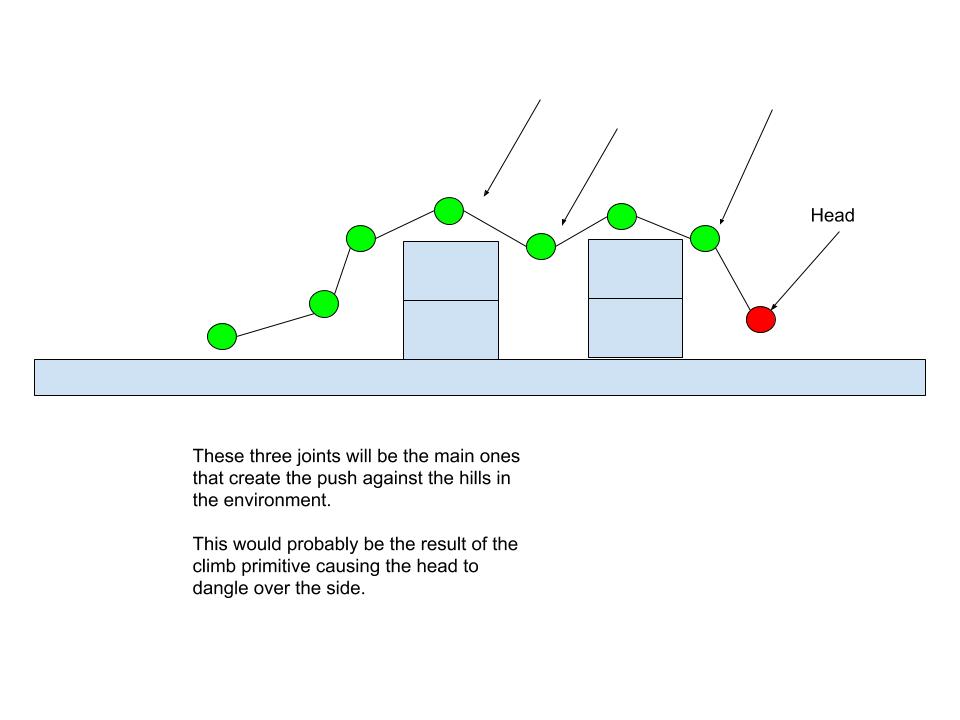 Head
These three joints will be the main ones
that create the push against the hills in
the environment.
This would probably be the result of the
climb primitive causing the head to
dangle over the side.